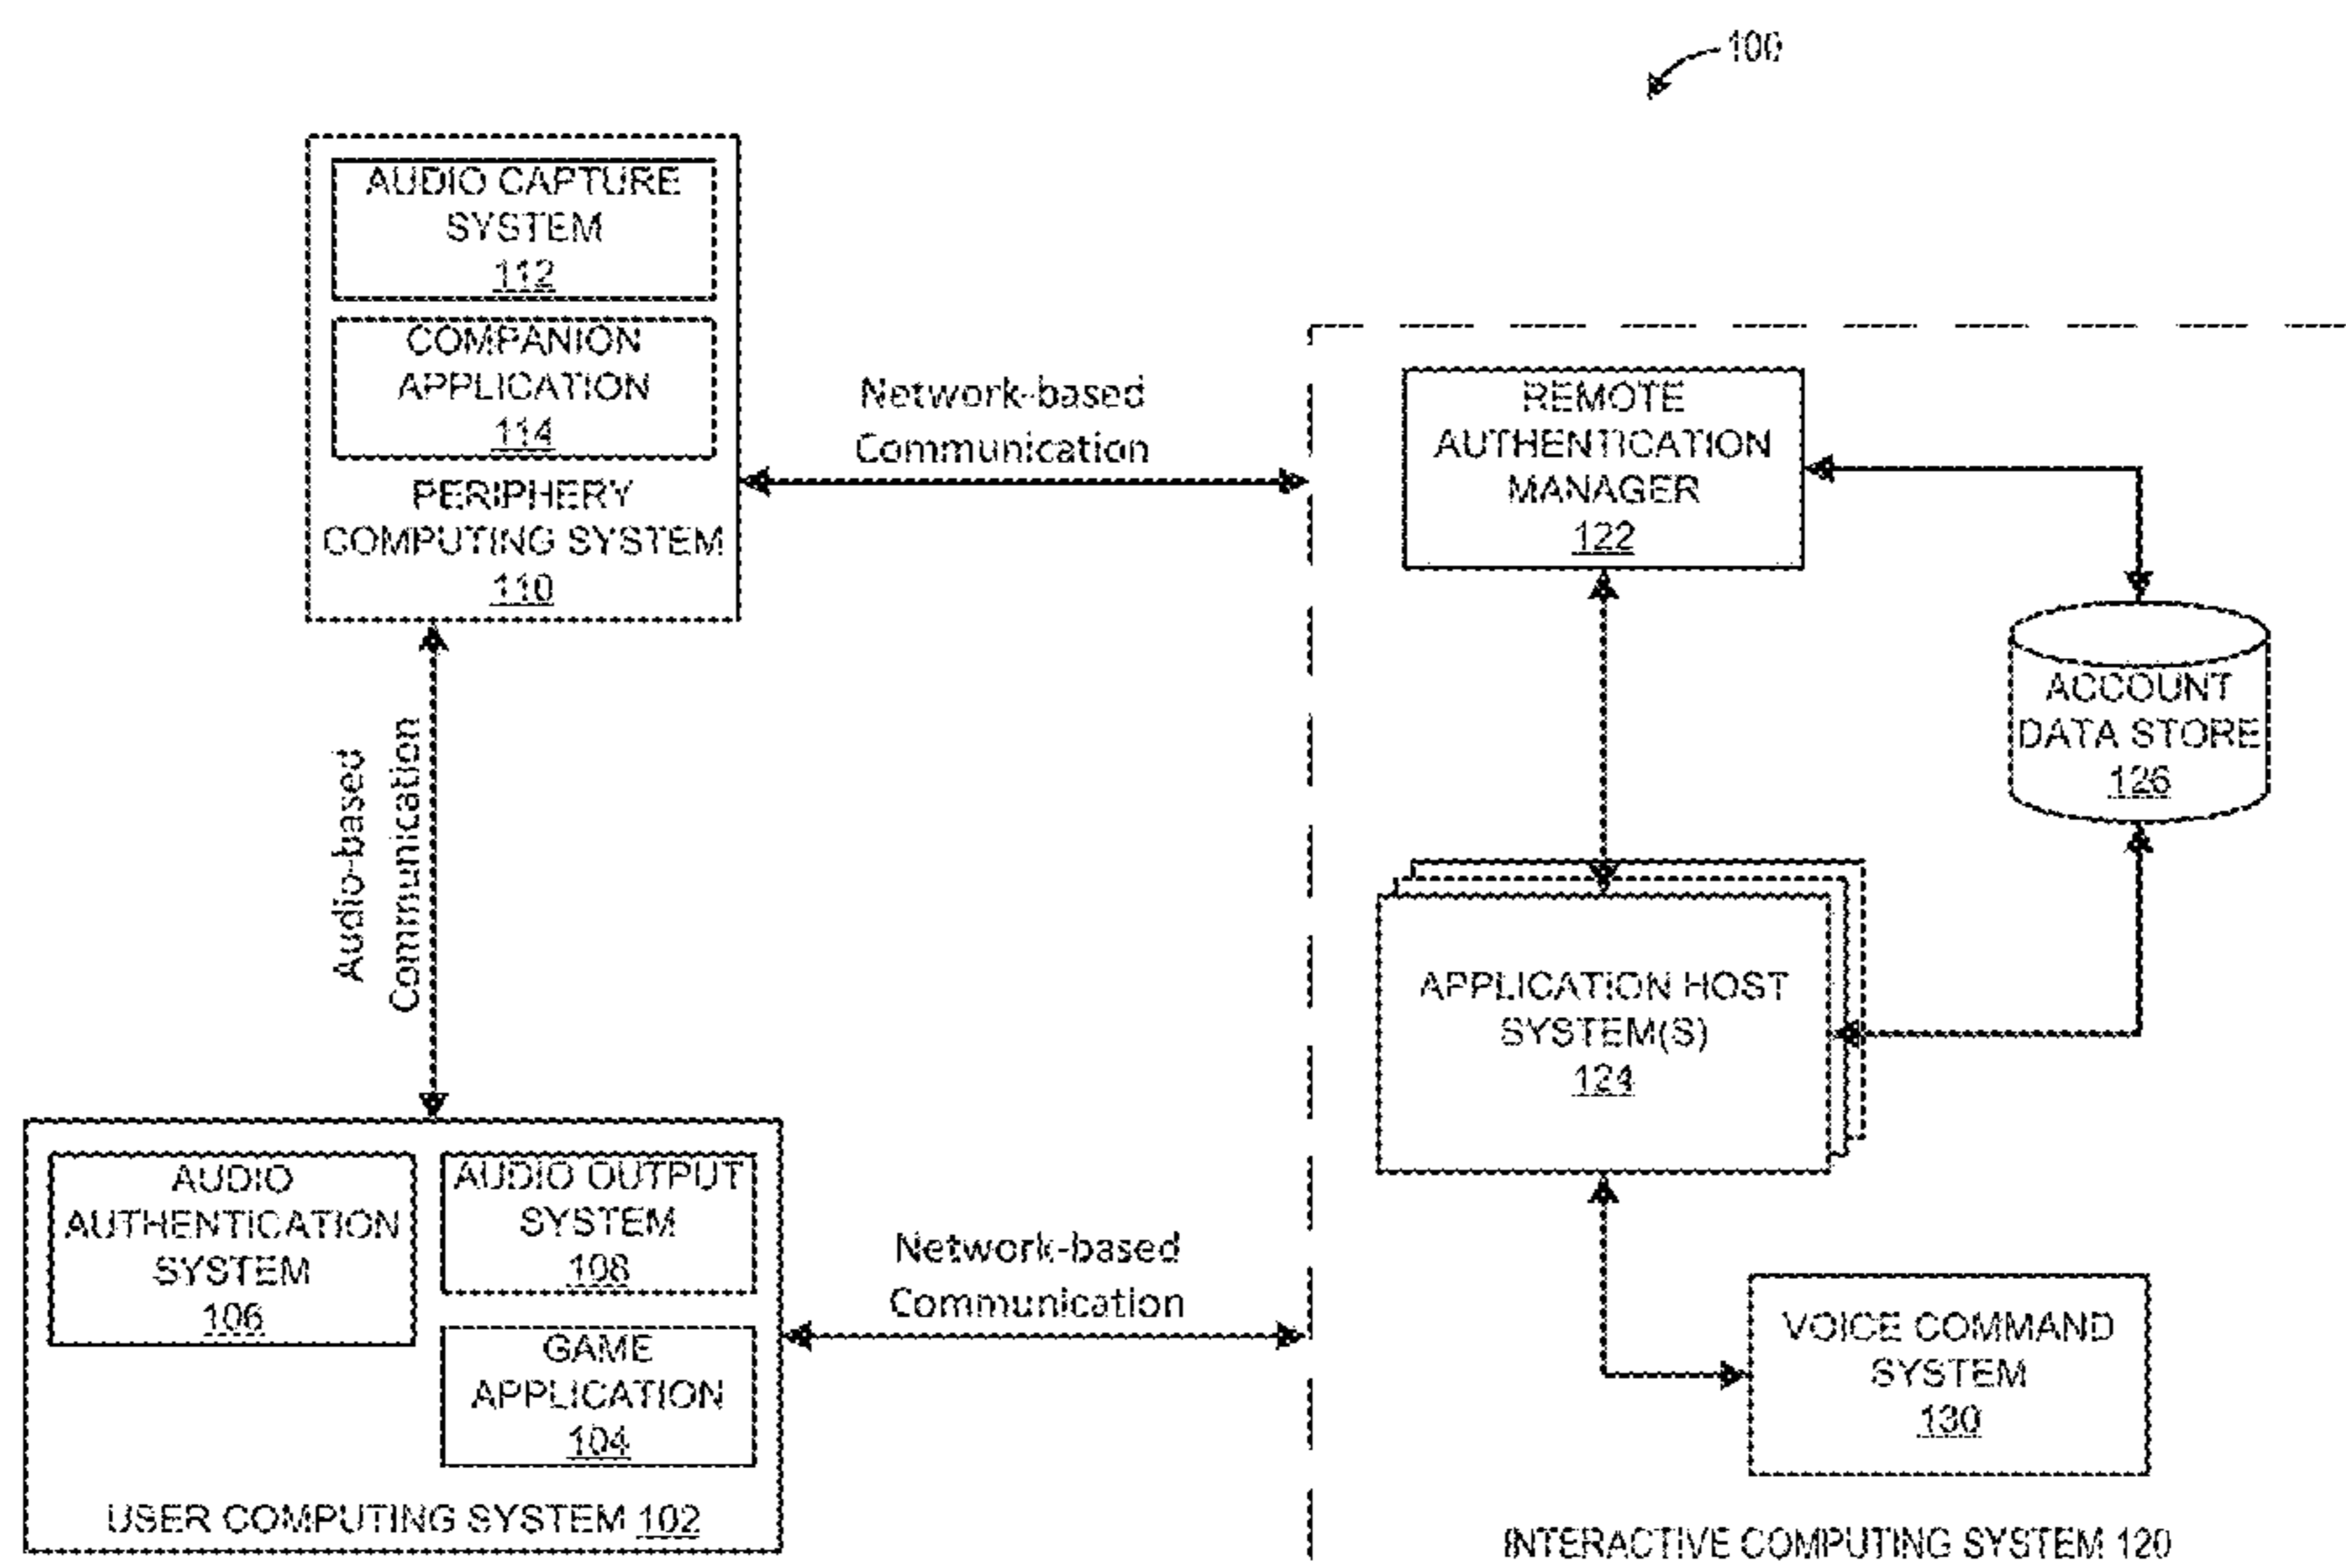 100
AUDIO CAPTURE
SYSTEM
112
COMPANION
APPLICATION
114
PERIPHERY
COMPUTING SYSTEM
110
Network-based
Communication
REMOTE
AUTHENTICATION
MANAGER
122
ACCOUNT
DATA STORE
126
Audio-based
Communication
APPLICATION HOST
SYSTEM(S)
124
AUDIO
AUTHENTICATION
SYSTEM
106
AUDIO OUTPUT
SYSTEM
108
GAME
APPLICATION
104
USER COMPUTING SYSTEM 102
Network-based
Communication
VOICE COMMAND
SYSTEM
130
INTERACTIVE COMPUTING SYSTEM 120